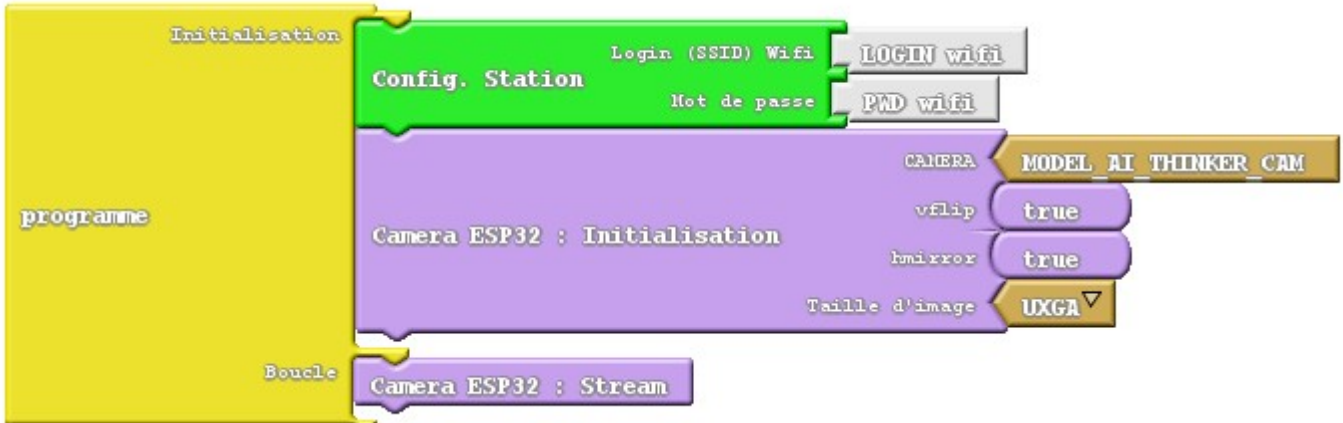 Initialisation
Login (SSID) Wifi
LOGIN wifi
Config. Station
Mot de passe
PWD wifi
CAMERA
MODEL_AI_THINKER_CAM
programme
vflip
true
Camera ESP32 : Initialisation
hmirror
true
Taille d'image
UXGA
Boucle
Camera ESP32 : Stream